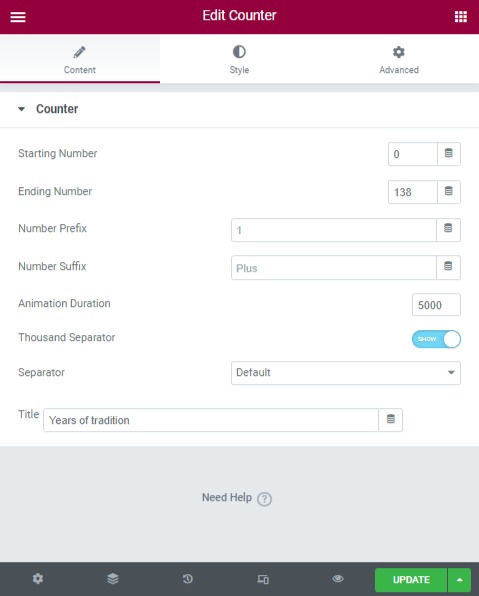 Edit Counter
Content
Style
Advanced
Counter
Starting Number
0
Ending Number
138
Number Prefix
1
Number Suffix
Plus
Animation Duration
5000
Thousand Separator
SHOW
Separator
Default
Title
Years of tradition
Need Help ?
UPDATE